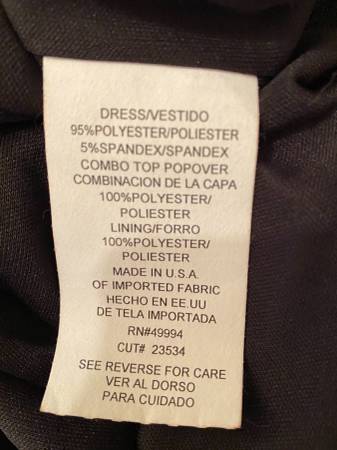 DRESS/VESTIDO
95%POLYESTER/POLIESTER
5%SPANDEX/SPANDEX
COMBO TOP POPOVER
COMBINACION DE LA CAPA
100%POLYESTER/
POLIESTER
LINING/FORRO
100%POLYESTER/
POLIESTER
MADE IN U.S.A.
OF IMPORTED FABRIC
HECHO EN EE.UU
DE TELA IMPORTADA
RN#49994
CUT# 23534
SEE REVERSE FOR CARE
VER AL DORSO
PARA CUIDADO